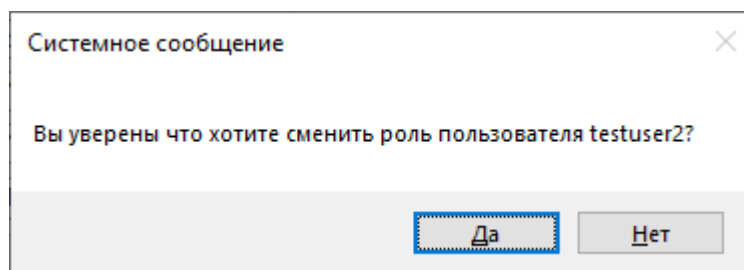 Системное сообщение
Вы уверены что хотите сменить роль пользователя testuser2?
Да
Нет